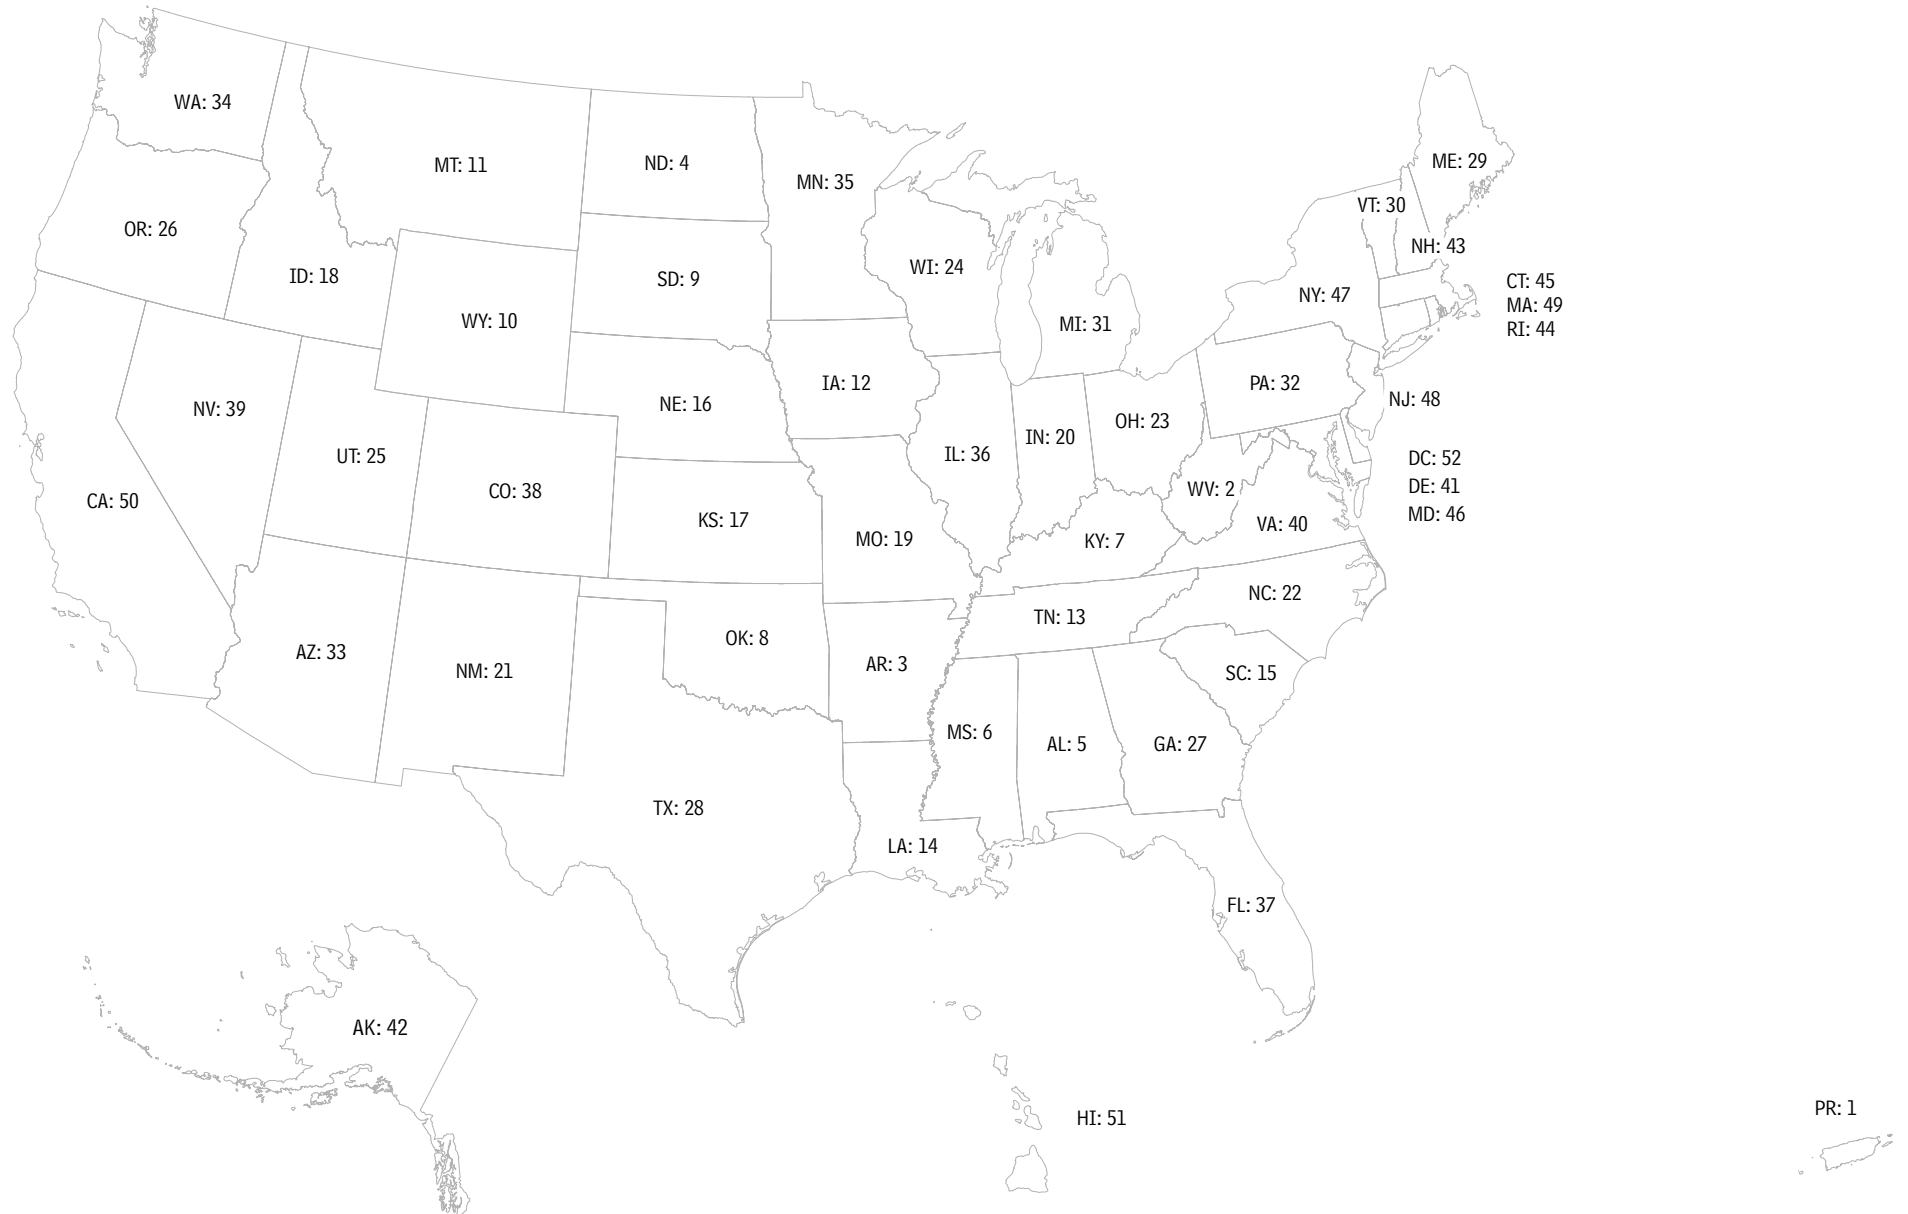 WA: 34
MT: 11
ND: 4
MN: 35
ME: 29
VT: 30
OR: 26
NH: 43
ID: 18
SD: 9
WI: 24
NY: 47
CT: 45
MA: 49
RI: 44
WY: 10
MI: 31
IA: 12
PA: 32
NE: 16
NJ: 48
NV: 39
OH: 23
IN: 20
UT: 25
IL: 36
DC: 52
DE: 41
MD: 46
CO: 38
WV: 2
CA: 50
KS: 17
VA: 40
MO: 19
KY: 7
NC: 22
TN: 13
OK: 8
AZ: 33
AR: 3
NM: 21
SC: 15
MS: 6
AL: 5
GA: 27
TX: 28
LA: 14
FL: 37
AK: 42
HI: 51
PR: 1